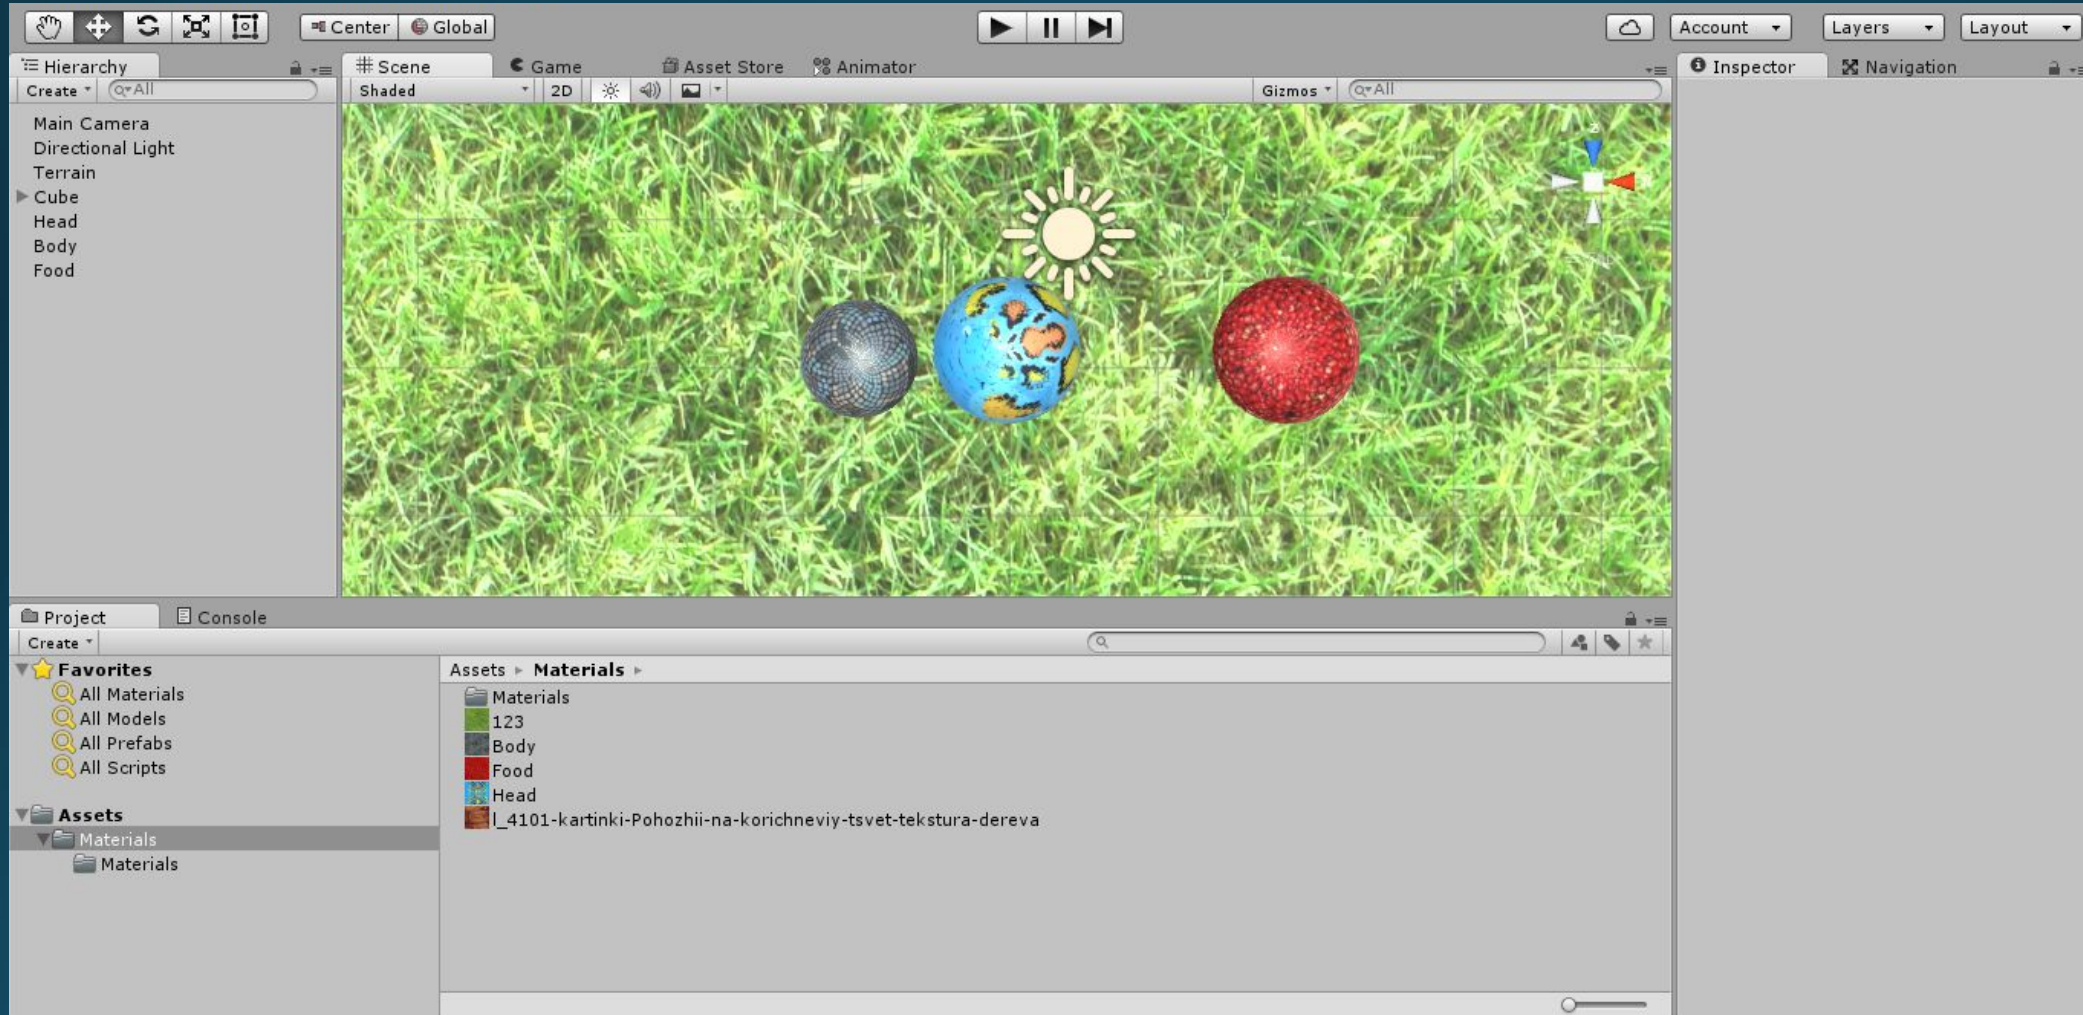 Center Global
Account Layers Layout
Hierarchy
Create All
Main Camera
Directional Light
Terrain
Cube
Head
Body
Food
Scene Game Asset Store Animator
Shaded 2D Gizmos All
z
Inspector Navigation
Project Console
Create
Favorites
All Materials
All Models
All Prefabs
All Scripts
Assets
Materials
Materials
Assets Materials
Materials
123
Body
Food
Head
l_4101-kartinki-Pohozhii-na-korichneviy-tsvet-tekstura-dereva